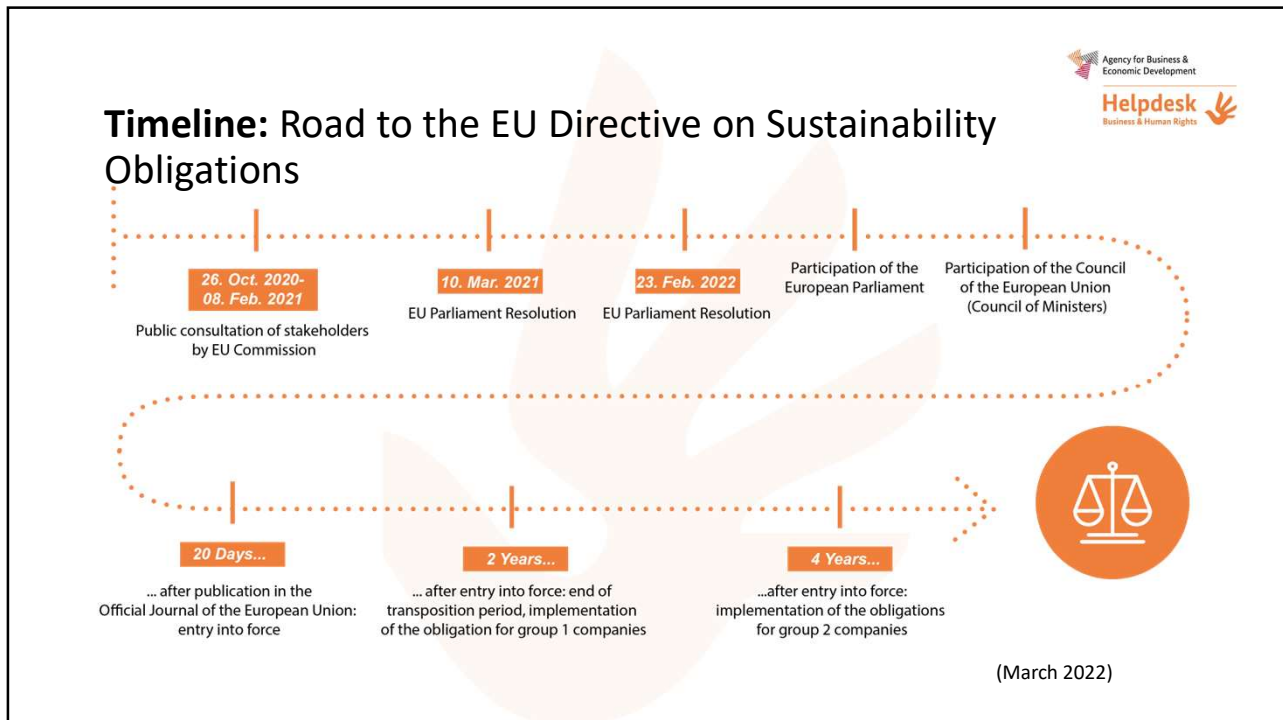 Agency for Business &
Economic Development
Helpdesk
Business & Human Rights
Timeline: Road to the EU Directive on Sustainability
Obligations
26. Oct. 2020-
08. Feb. 2021
Public consultation of stakeholders
by EU Commission
10. Mar. 2021
EU Parliament Resolution
23. Feb. 2022
EU Parliament Resolution
Participation of the
European Parliament
Participation of the Council
of the European Union
(Council of Ministers)
20 Days...
... after publication in the
Official Journal of the European Union:
entry into force
2 Years...
... after entry into force: end of
transposition period, implementation
of the obligation for group 1 companies
4 Years...
...after entry into force:
implementation of the obligations
for group 2 companies
(March 2022)